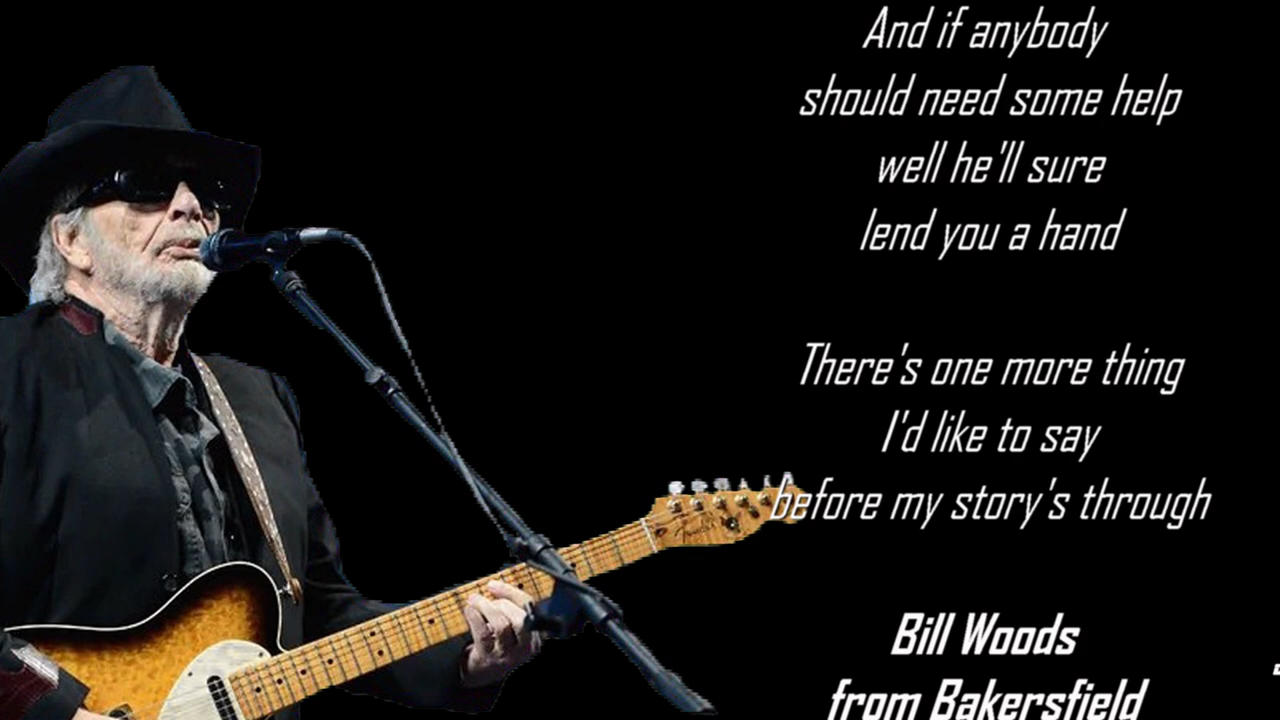 And if anybody
should need some help
well he'll sure
lend you a hand
There's one more thing
I'd like to say
before my story's through
Bill Woods
from Bakersfield
Fender